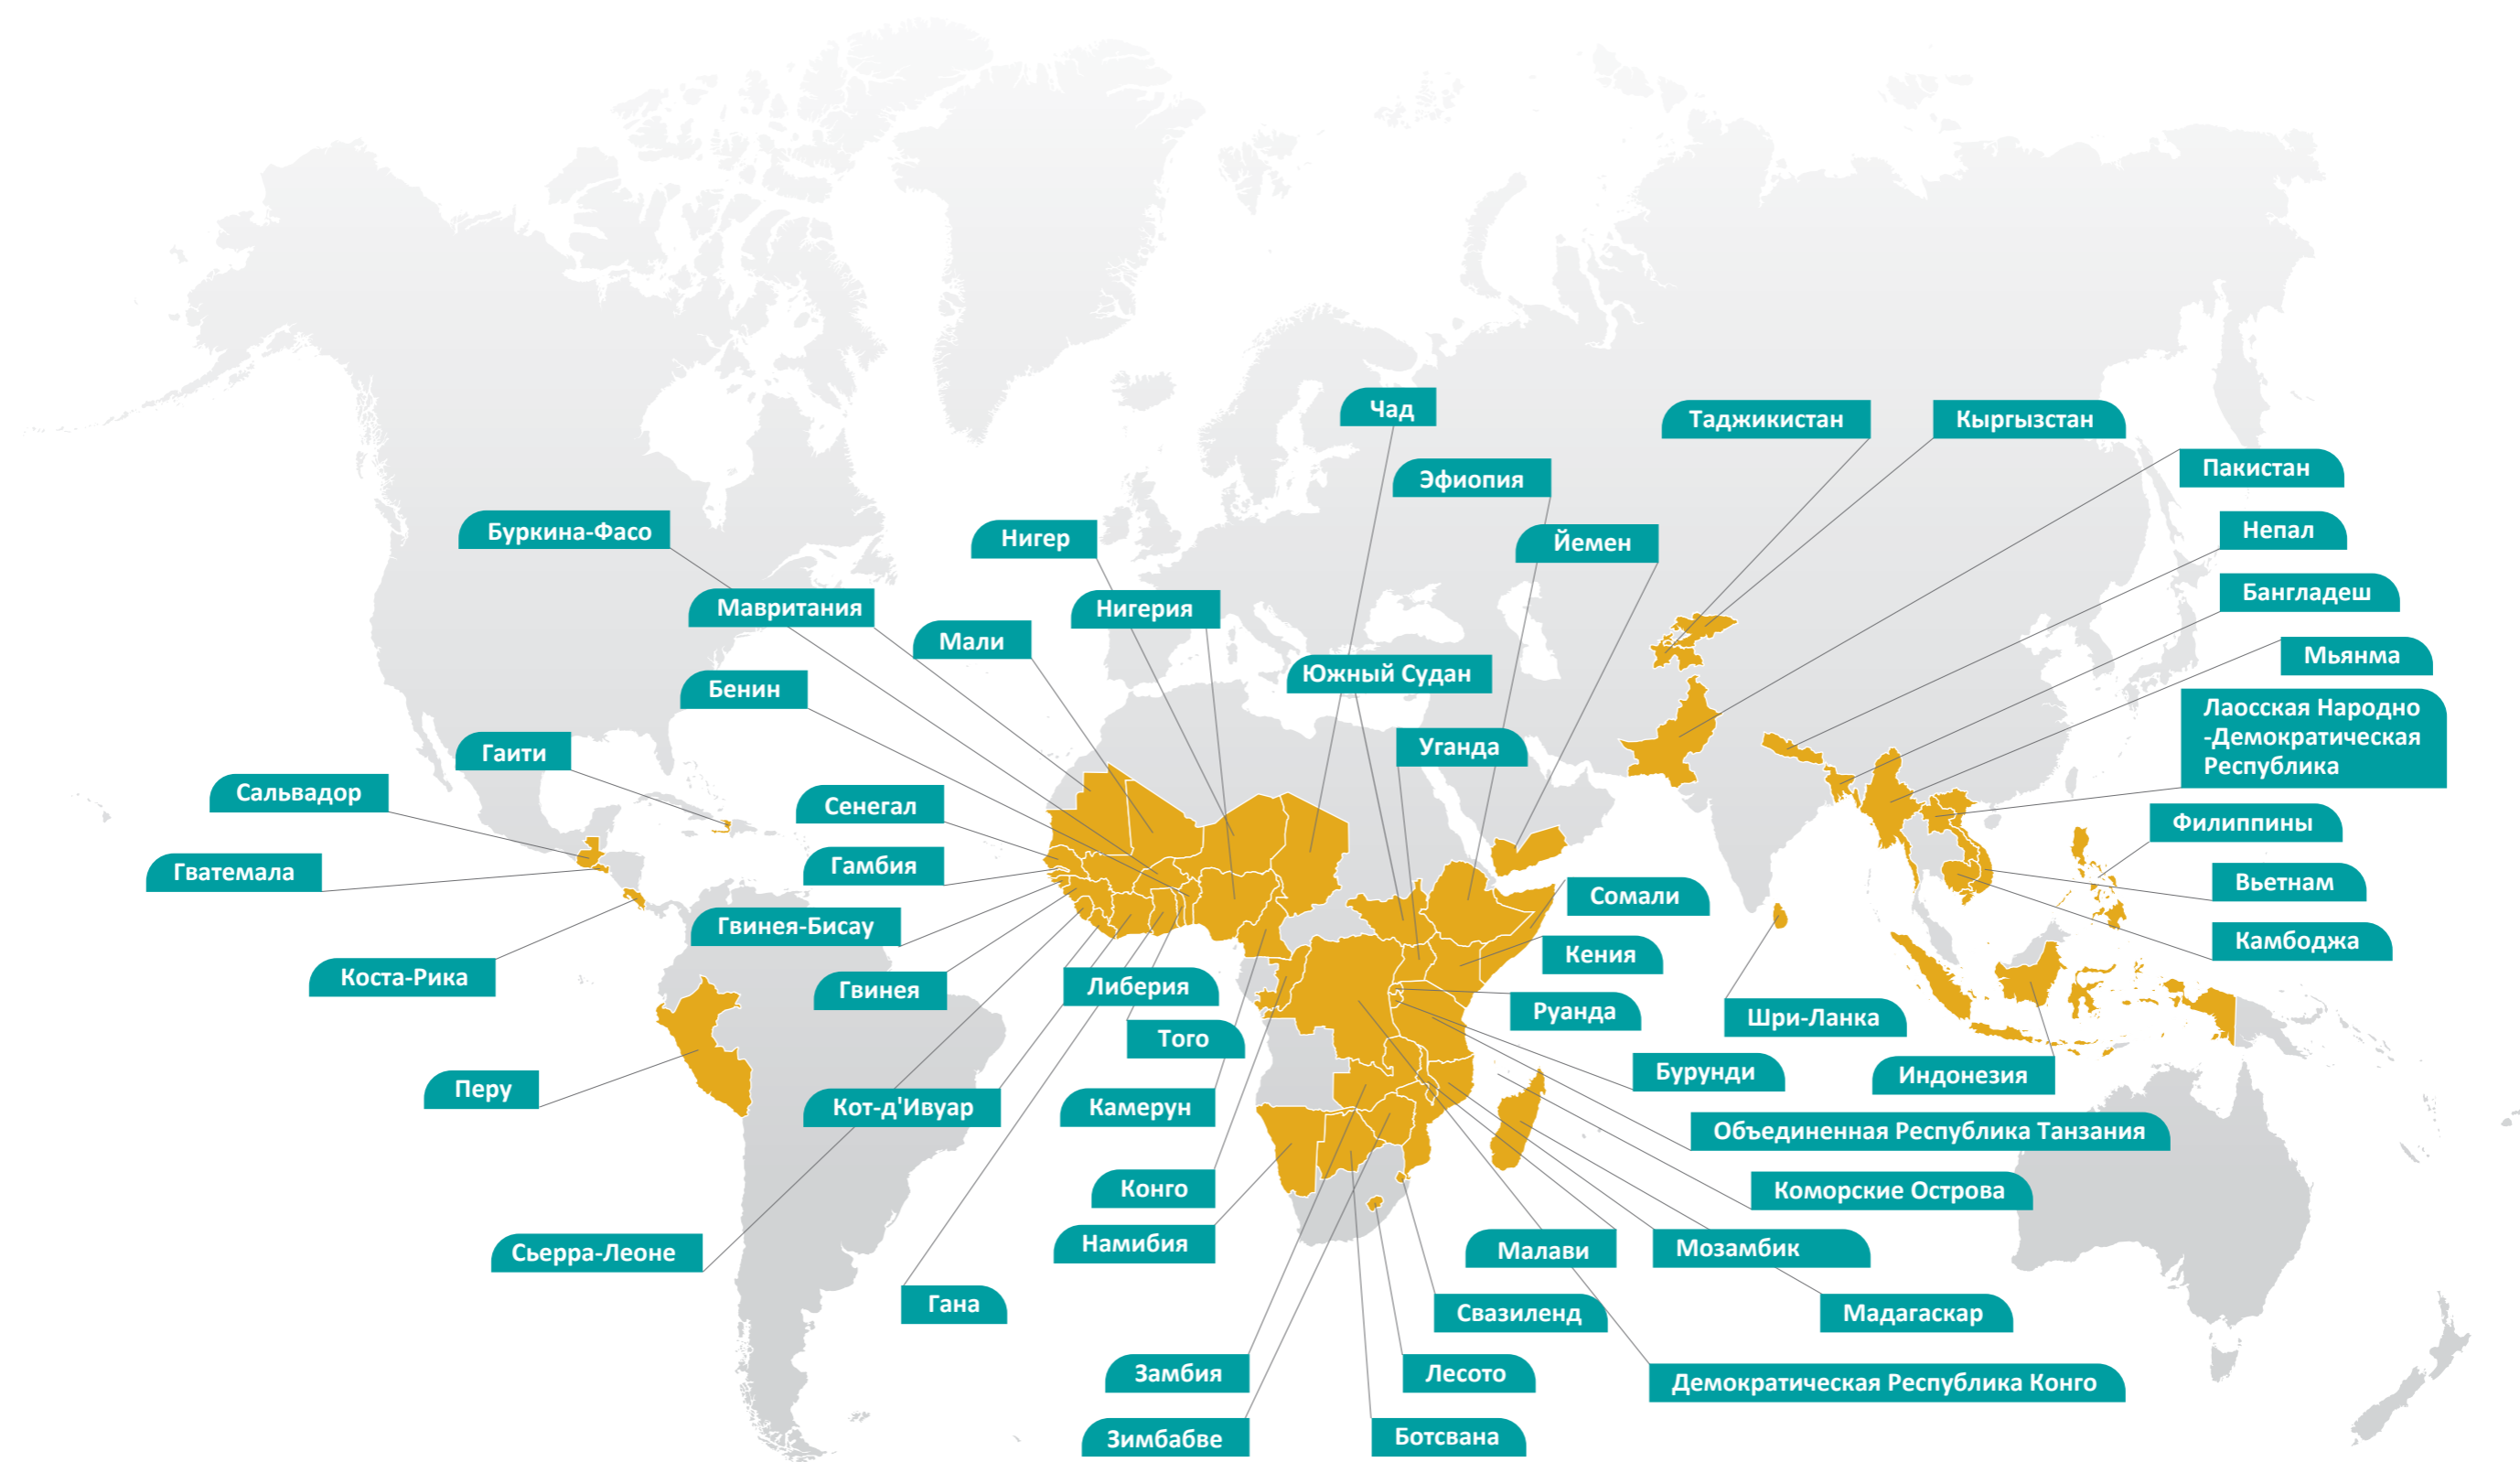 Чад
Таджикистан
Кыргызстан
Пакистан
Эфиопия
Непал
Буркина-Фасо
Нигер
Йемен
Бангладеш
Мавритания
Нигерия
Мали
Мьянма
Южный Судан
Бенин
Лаосская Народно
-Демократическая
Республика
Уганда
Гаити
Сальвадор
Сенегал
Филиппины
Гватемала
Гамбия
Вьетнам
Сомали
Гвинея-Бисау
Камбоджа
Кения
Коста-Рика
Гвинея
Либерия
Руанда
Шри-Ланка
Того
Бурунди
Индонезия
Перу
Кот-д'Ивуар
Камерун
Объединенная Республика Танзания
Конго
Коморские Острова
Намибия
Малави
Мозамбик
Сьерра-Леоне
Гана
Свазиленд
Мадагаскар
Замбия
Лесото
Демократическая Республика Конго
Зимбабве
Ботсвана